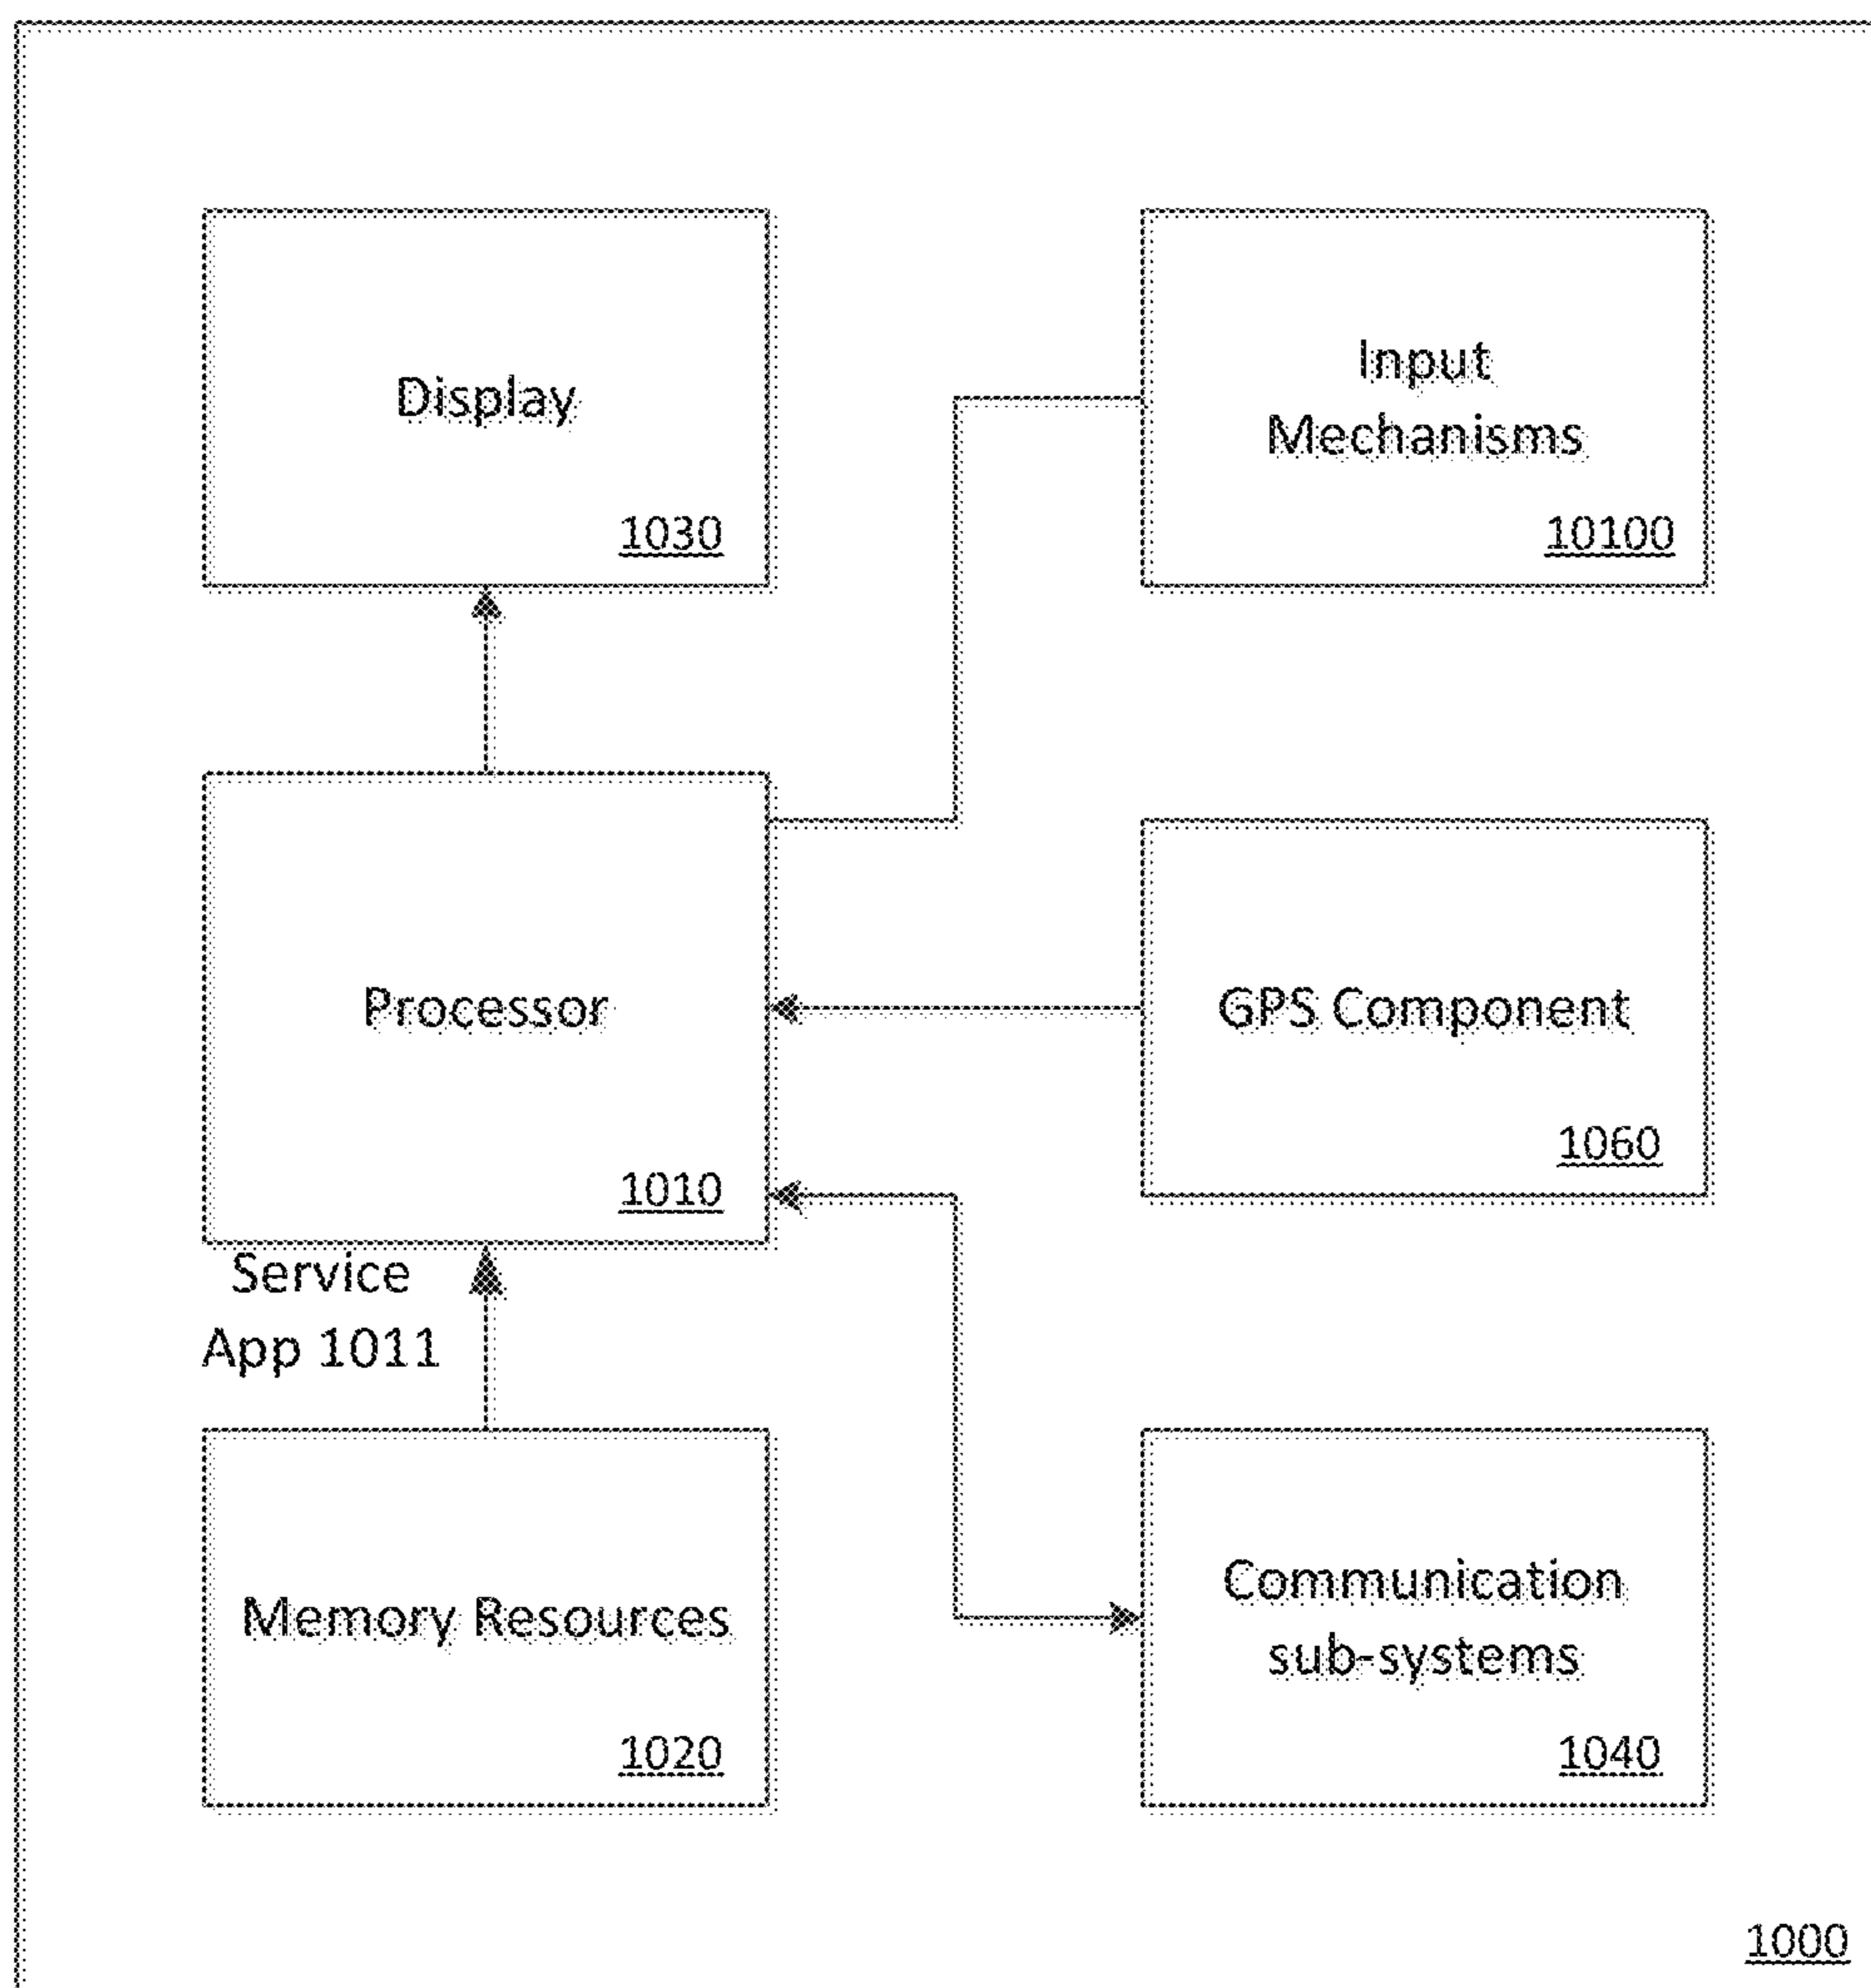 Display
1030
Input
Mechanisms
10100
Processor
1010
GPS Component
1060
Service
App 1011
Memory Resources
1020
Communication
sub-systems
1040
1000